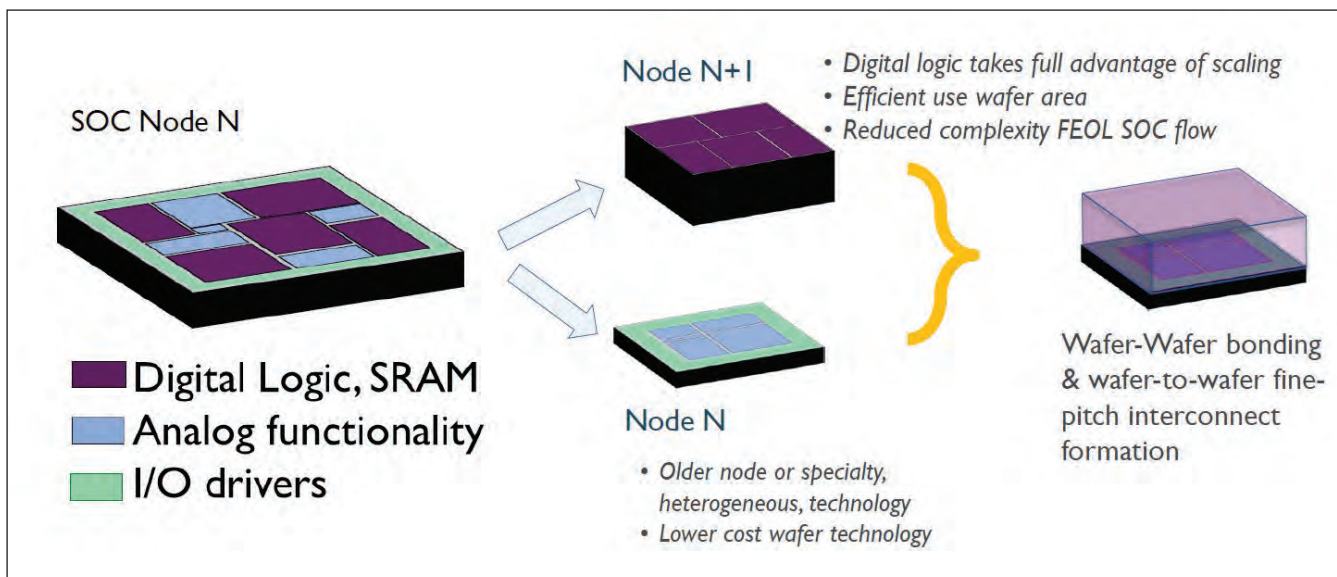 SOC Node N
Digital Logic, SRAM
Analog functionality
I/O drivers
Node N+1
• Digital logic takes full advantage of scaling
• Efficient use wafer area
• Reduced complexity FEOL SOC flow
Node N
• Older node or specialty,
heterogeneous, technology
• Lower cost wafer technology
Wafer-Wafer bonding
& wafer-to-wafer fine-
pitch interconnect
formation